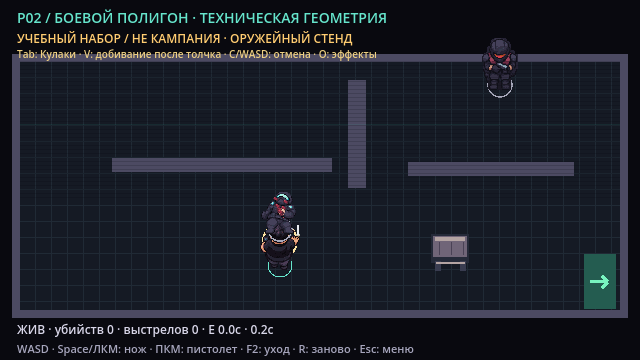 P02 / БОЕВОЙ ПОЛИГОН · ТЕХНИЧЕСКАЯ ГЕОМЕТРИЯ
УЧЕБНЫЙ НАБОР / НЕ КАМПАНИЯ · ОРУЖЕЙНЫЙ СТЕНД
Tab: Кулаки · V: добивание после толчка · C/WASD: отмена · O: эффекты
ЖИВ · убийств 0 · выстрелов 0 · E 0.0с · 0.2с
WASD · Space/ЛКМ: нож · ПКМ: пистолет · F2: уход · R: заново · Esc: меню